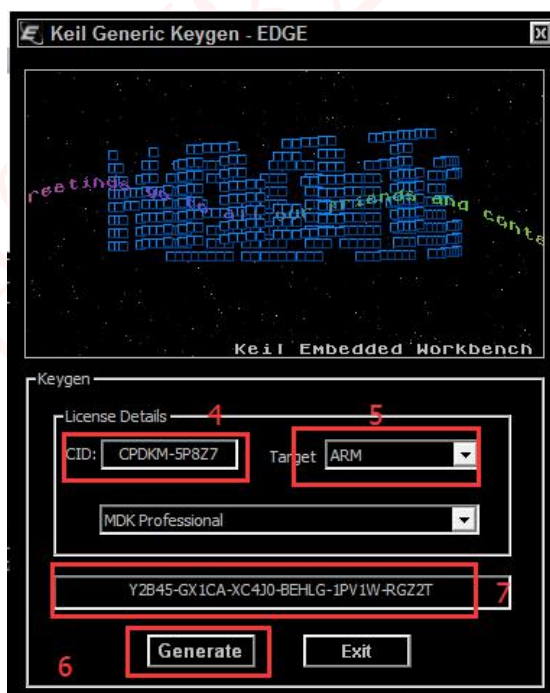 Keil Generic Keygen - EDGE
reetings go to all our friends and conte
Keil Embedded Workbench
Keygen
License Details 4 5
CID: CPDKM-5P8Z7 Target ARM
MDK Professional
Y2B45-GX1CA-XC4J0-BEHLG-1PV1W-RGZ2T 7
6 Generate Exit